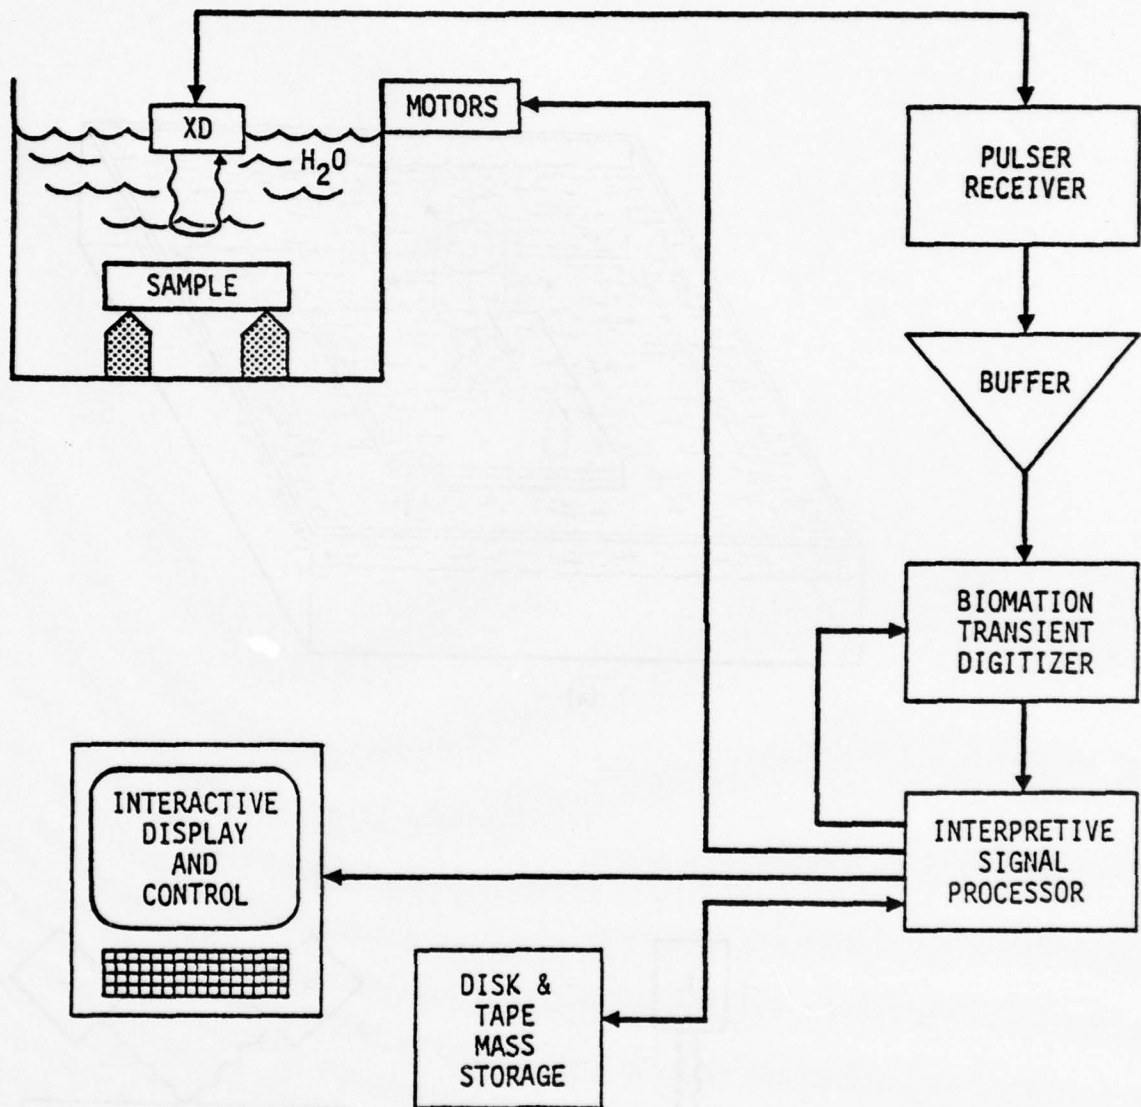 XD
MOTORS
H₂O
SAMPLE
PULSER
RECEIVER
BUFFER
BIOMATION
TRANSIENT
DIGITIZER
INTERPRETIVE
SIGNAL
PROCESSOR
INTERACTIVE
DISPLAY
AND
CONTROL
DISK &
TAPE
MASS
STORAGE